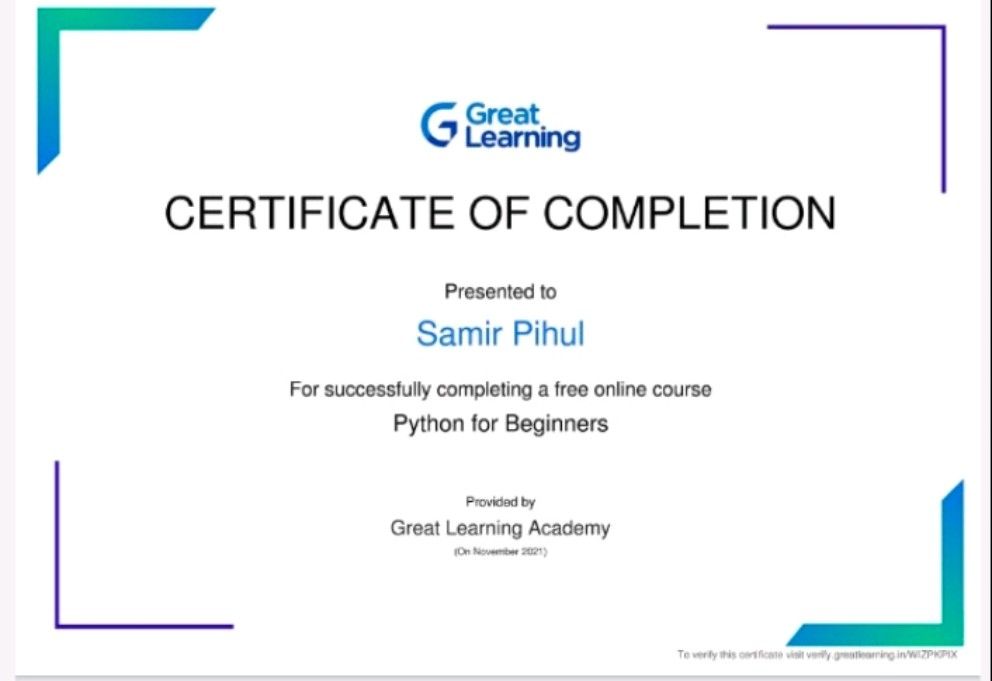 Great
Learning
CERTIFICATE OF COMPLETION
Presented to
Samir Pihul
For successfully completing a free online course
Python for Beginners
Provided by
Great Learning Academy
(On November 2021)
To verify this certificate visit verify.greatlearning.in/WIZPKPIX